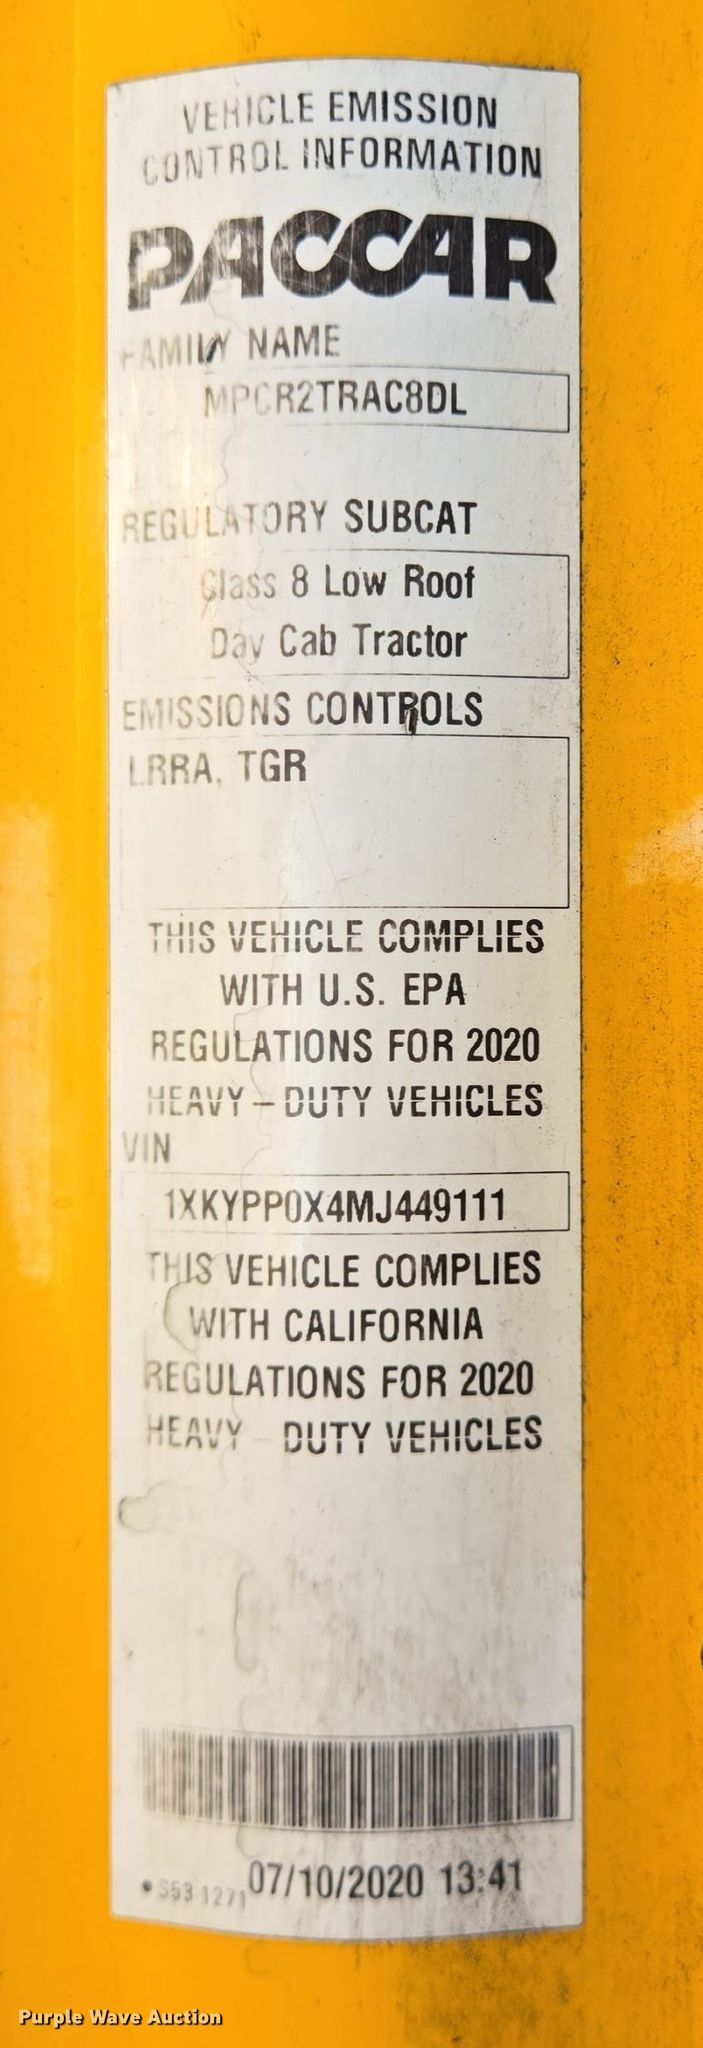 VEHICLE EMISSION
CONTROL INFORMATION
PACCAR
FAMILY NAME
MPCR2TRAC8DL
REGULATORY SUBCAT
Class 8 Low Roof
Day Cab Tractor
EMISSIONS CONTROLS
LRRA, TGR
THIS VEHICLE COMPLIES
WITH U.S. EPA
REGULATIONS FOR 2020
HEAVY-DUTY VEHICLES
VIN
1XKYPP0X4MJ449111
THIS VEHICLE COMPLIES
WITH CALIFORNIA
REGULATIONS FOR 2020
HEAVY DUTY VEHICLES
S53-1271 07/10/2020 13:41
Purple Wave Auction